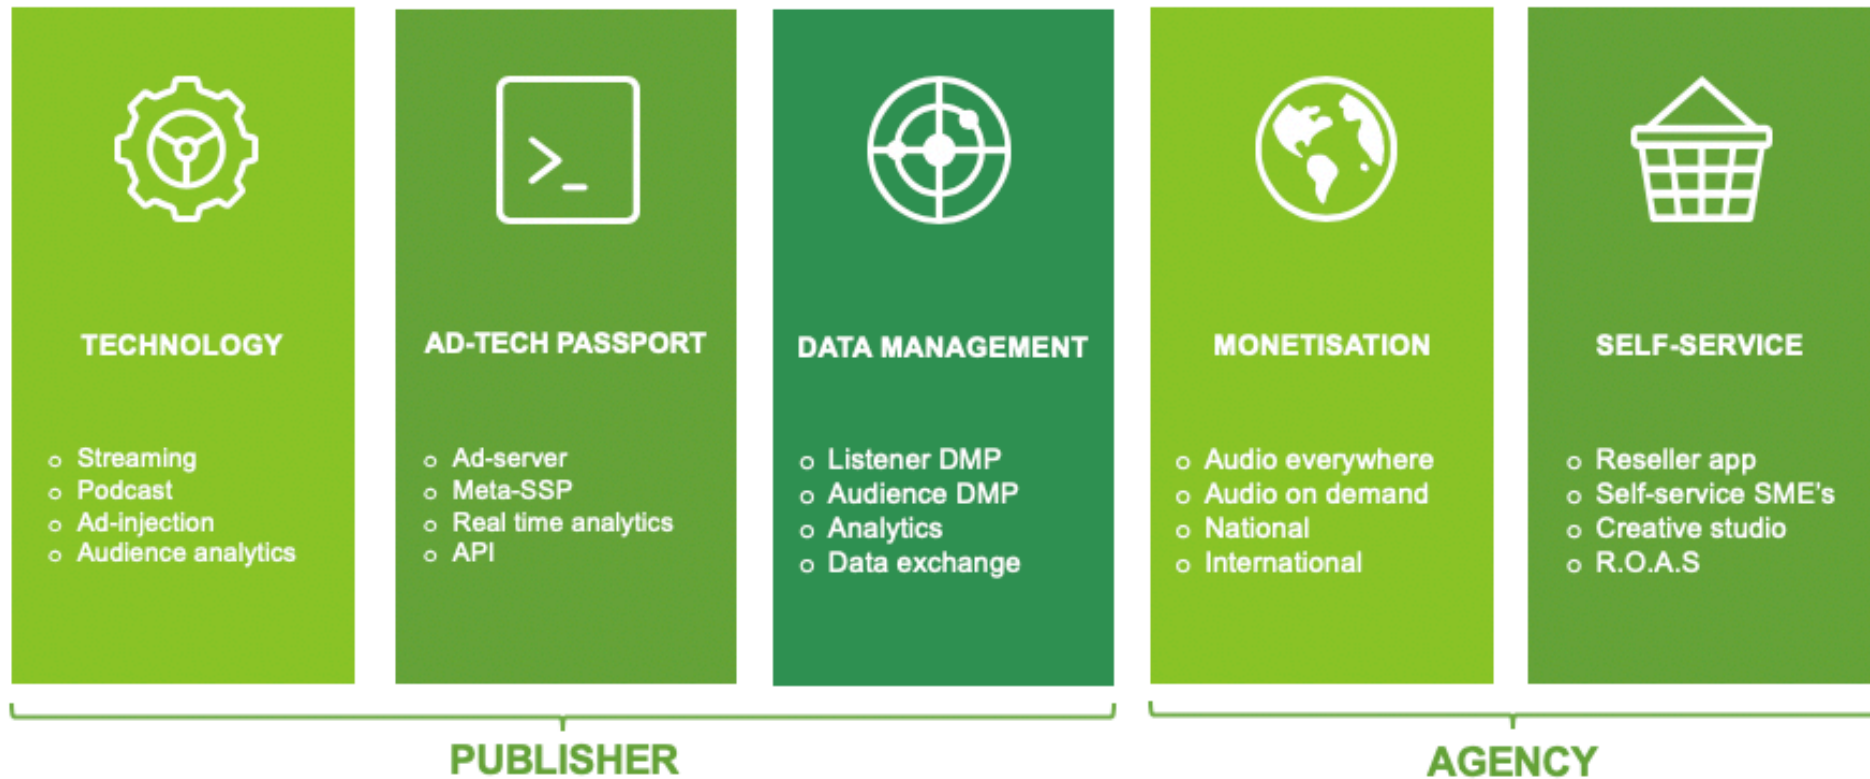 TECHNOLOGY
Streaming
Podcast
Ad-injection
Audience analytics
AD-TECH PASSPORT
Ad-server
Meta-SSP
Real time analytics
API
DATA MANAGEMENT
Listener DMP
Audience DMP
Analytics
Data exchange
MONETISATION
Audio everywhere
Audio on demand
National
International
SELF-SERVICE
Reseller app
Self-service SME's
Creative studio
R.O.A.S
PUBLISHER
AGENCY